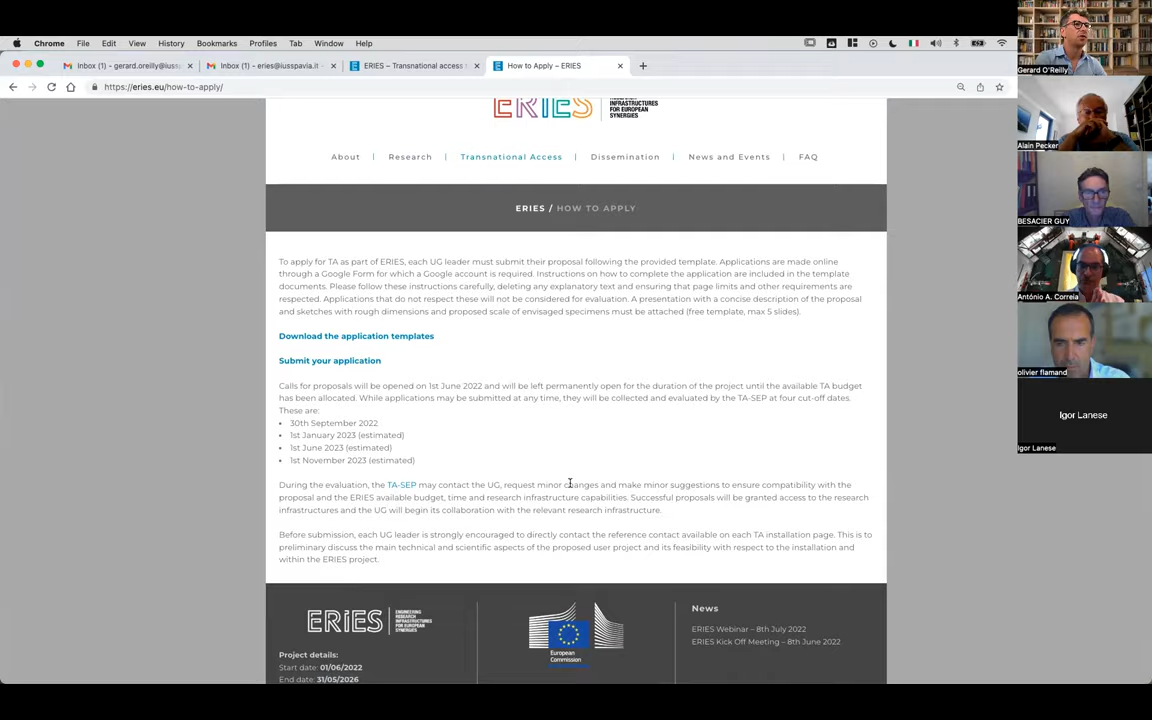 Chrome File Edit View History Bookmarks Profiles Tab Window Help
Inbox (1) – gerard.oreilly@iuss
Inbox (1) – eries@iusspavia.it -
ERIES – Transnational access
How to Apply – ERIES
https://eries.eu/how-to-apply/
ERIES
RESEARCH
INFRASTRUCTURES
FOR EUROPEAN
SYNERGIES
About | Research | Transnational Access | Dissemination | News and Events | FAQ
ERIES / HOW TO APPLY
To apply for TA as part of ERIES, each UG leader must submit their proposal following the provided template. Applications are made online
through a Google Form for which a Google account is required. Instructions on how to complete the application are included in the template
documents. Please follow these instructions carefully, deleting any explanatory text and ensuring that page limits and other requirements are
respected. Applications that do not respect these will not be considered for evaluation. A presentation with a concise description of the proposal
and sketches with rough dimensions and proposed scale of envisaged specimens must be attached (free template, max 5 slides).
Download the application templates
Submit your application
Calls for proposals will be opened on 1st June 2022 and will be left permanently open for the duration of the project until the available TA budget
has been allocated. While applications may be submitted at any time, they will be collected and evaluated by the TA-SEP at four cut-off dates.
These are:
• 30th September 2022
• 1st January 2023 (estimated)
• 1st June 2023 (estimated)
• 1st November 2023 (estimated)
During the evaluation, the TA-SEP may contact the UG, request minor changes and make minor suggestions to ensure compatibility with the
proposal and the ERIES available budget, time and research infrastructure capabilities. Successful proposals will be granted access to the research
infrastructures and the UG will begin its collaboration with the relevant research infrastructure.
Before submission, each UG leader is strongly encouraged to directly contact the reference contact available on each TA installation page. This is to
preliminary discuss the main technical and scientific aspects of the proposed user project and its feasibility with respect to the installation and
within the ERIES project.
ERIES
ENGINEERING
RESEARCH
INFRASTRUCTURES
FOR EUROPEAN
SYNERGIES
Project details:
Start date: 01/06/2022
End date: 31/05/2026
European
Commission
News
ERIES Webinar – 8th July 2022
ERIES Kick Off Meeting – 8th June 2022
Gerard O'Reilly
Alain Pecker
BESACIER GUY
António A. Correia
olivier flamand
Igor Lanese
Igor Lanese